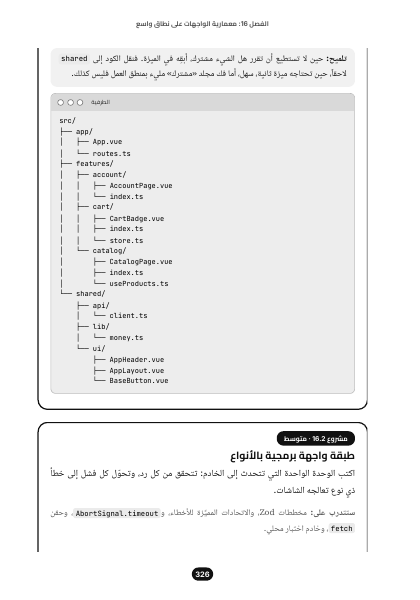 الفصل 16: معمارية الواجهات على نطاق واسع
تلميح: حين لا تستطيع أن تقرر هل الشيء مشترك، أبقِه في الميزة. فنقل الكود إلى shared
لاحقًا، حين تحتاجه ميزة ثانية، سهل، أما فك مجلد «مشترك» مليء بمنطق العمل فليس كذلك.
الطرفية
src/
├── app/
│   ├── App.vue
│   └── routes.ts
├── features/
│   ├── account/
│   │   ├── AccountPage.vue
│   │   └── index.ts
│   ├── cart/
│   │   ├── CartBadge.vue
│   │   ├── index.ts
│   │   └── store.ts
│   └── catalog/
│       ├── CatalogPage.vue
│       ├── index.ts
│       └── useProducts.ts
└── shared/
    ├── api/
    │   └── client.ts
    ├── lib/
    │   └── money.ts
    └── ui/
        ├── AppHeader.vue
        ├── AppLayout.vue
        └── BaseButton.vue
مشروع 16.2 · متوسط
طبقة واجهة برمجية بالأنواع
اكتب الوحدة الواحدة التي تتحدث إلى الخادم: تتحقق من كل رد، وتحوّل كل فشل إلى خطأ
ذي نوع تعالجه الشاشات.
ستتدرب على: مخططات Zod، والاتحادات المميّزة للأخطاء، و AbortSignal.timeout، وحقن
fetch، وخادم اختبار محلي.
326